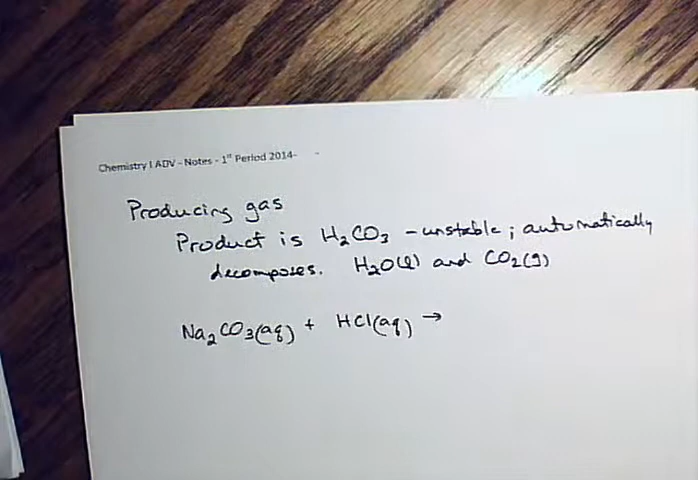 Chemistry I ADV - Notes - 1st Period 2014-
Producing gas
Product is H₂CO₃ - unstable; automatically
decomposes. H₂O(l) and CO₂(g)
Na₂CO₃(aq) + HCl(aq) →